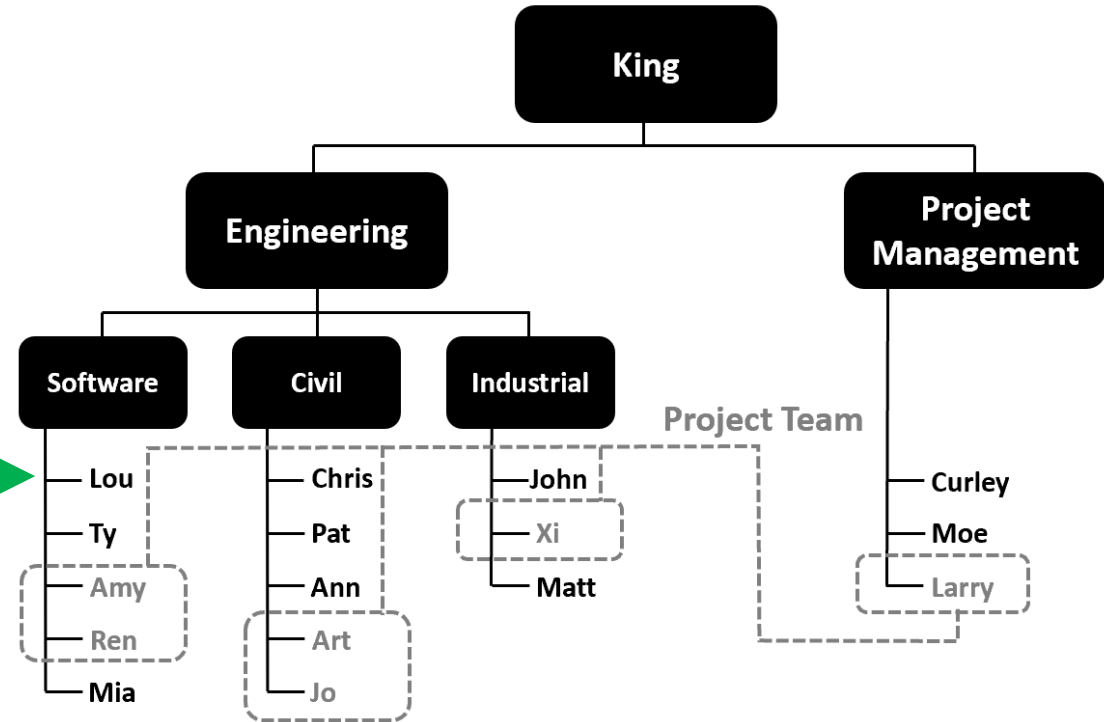 King
Engineering
Project
Management
Software
Civil
Industrial
Project Team
Lou
Ty
Amy
Ren
Mia
Chris
Pat
Ann
Art
Jo
John
Xi
Matt
Curley
Moe
Larry